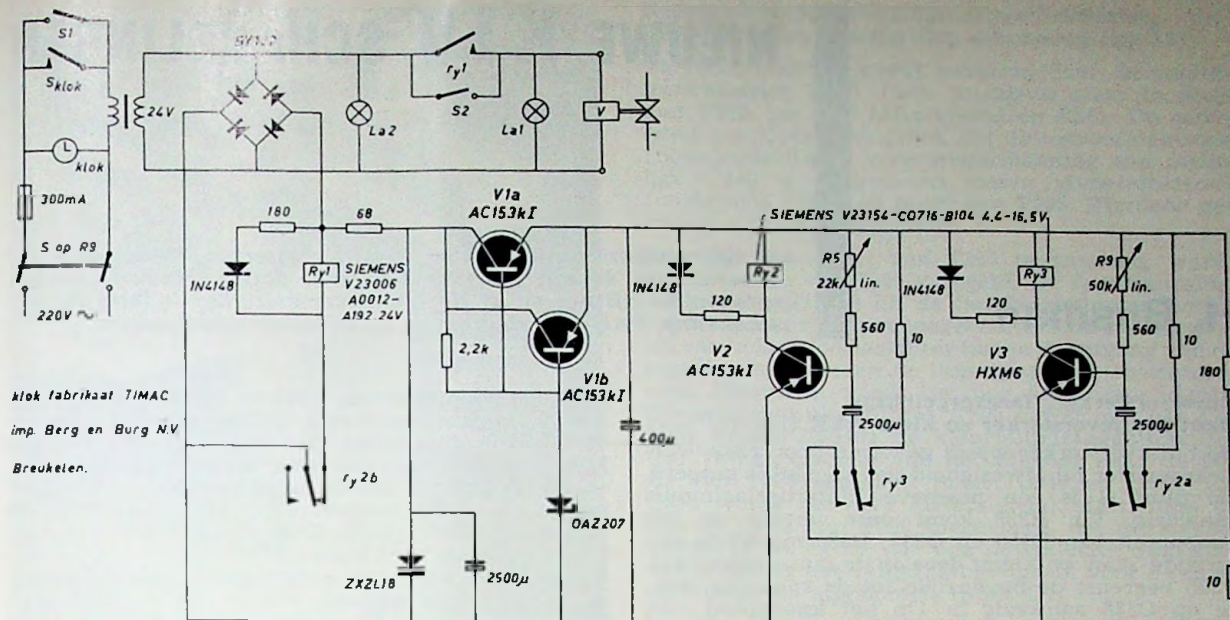 S1
Sklok
24V
klok
300mA
S op R9
220V
La2
ry1
S2
La1
V
180
68
1N4148
Ry1
SIEMENS
V23006
A0012-
A192.24V
V1a
AC153kI
2,2k
V1b
AC153kI
ry2b
ZXZL18
2500μ
OAZ207
400μ
SIEMENS V23154-C0716-B104 4.4-16,5V
1N4148
Ry2
120
R5
22k
lin.
560
10
V2
AC153kI
2500μ
ry3
1N4148
Ry3
120
R9
50k
lin.
560
10
180
V3
HXM6
2500μ
ry2a
10
klok fabrikaat TIMAC
imp. Berg en Burg N.V.
Breukelen.